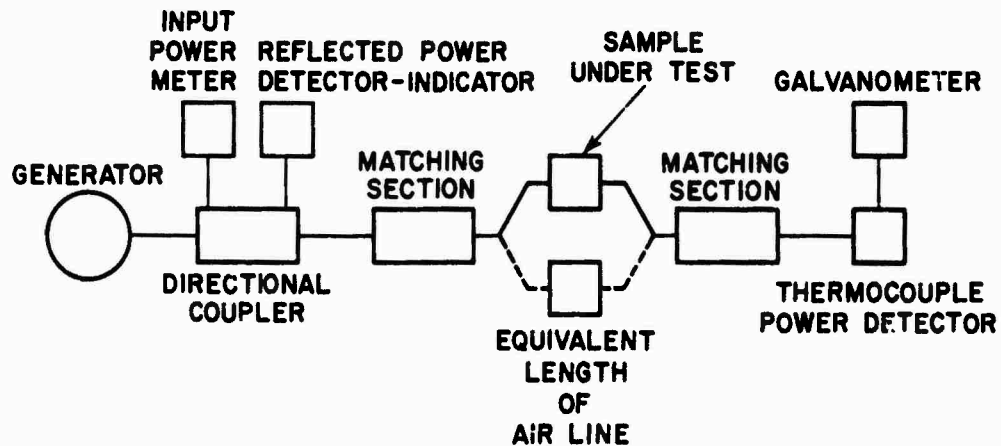 INPUT
POWER REFLECTED POWER
METER DETECTOR-INDICATOR
SAMPLE
UNDER TEST
GALVANOMETER
GENERATOR
MATCHING
SECTION
MATCHING
SECTION
DIRECTIONAL
COUPLER
THERMOCOUPLE
POWER DETECTOR
EQUIVALENT
LENGTH
OF
AIR LINE